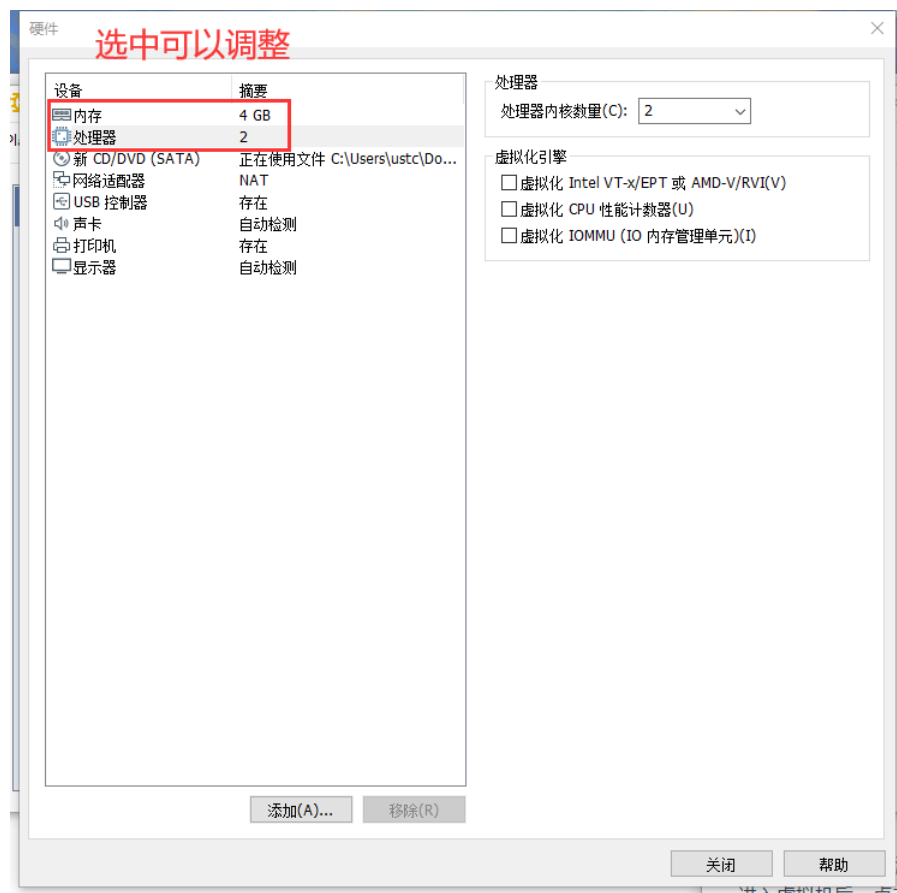 硬件
选中可以调整
设备 摘要
内存 4 GB
处理器 2
新 CD/DVD (SATA) 正在使用文件 C:\Users\ustc\Do...
网络适配器 NAT
USB 控制器 存在
声卡 自动检测
打印机 存在
显示器 自动检测
处理器
处理器内核数量(C): 2
虚拟化引擎
虚拟化 Intel VT-x/EPT 或 AMD-V/RVI(V)
虚拟化 CPU 性能计数器(U)
虚拟化 IOMMU (IO 内存管理单元)(I)
添加(A)... 移除(R)
关闭 帮助